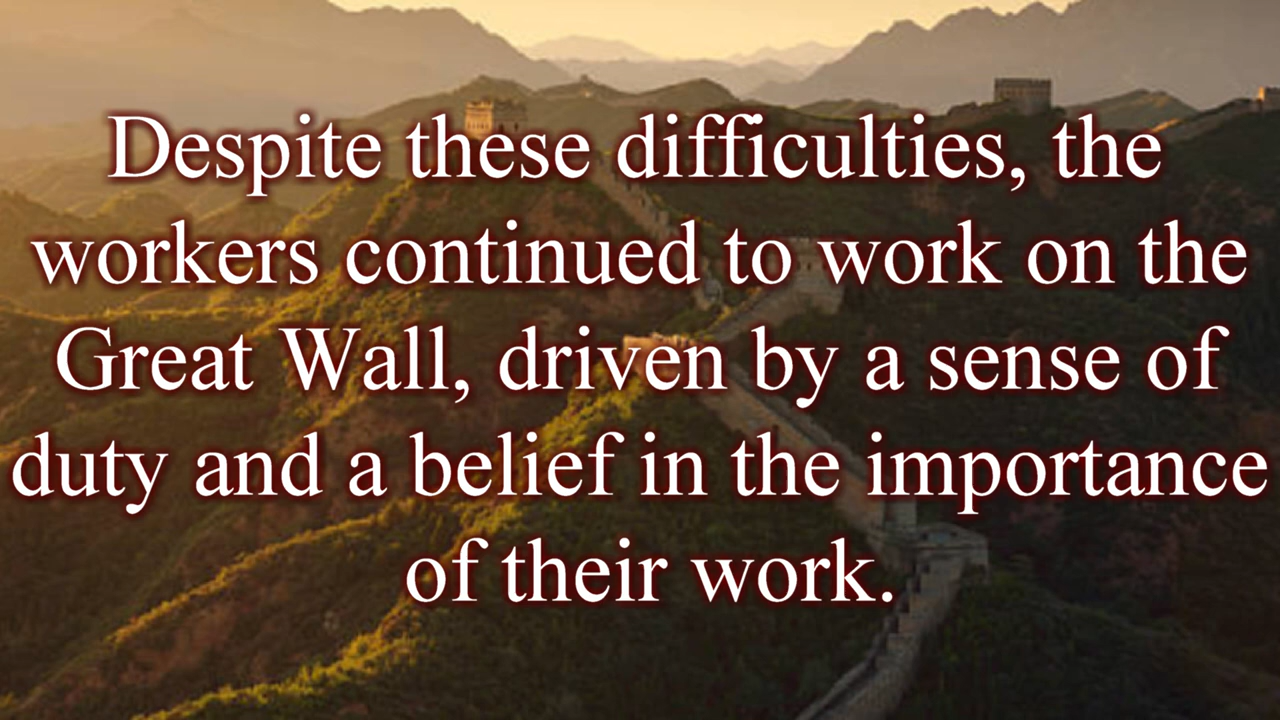 Despite these difficulties, the
workers continued to work on the
Great Wall, driven by a sense of
duty and a belief in the importance
of their work.